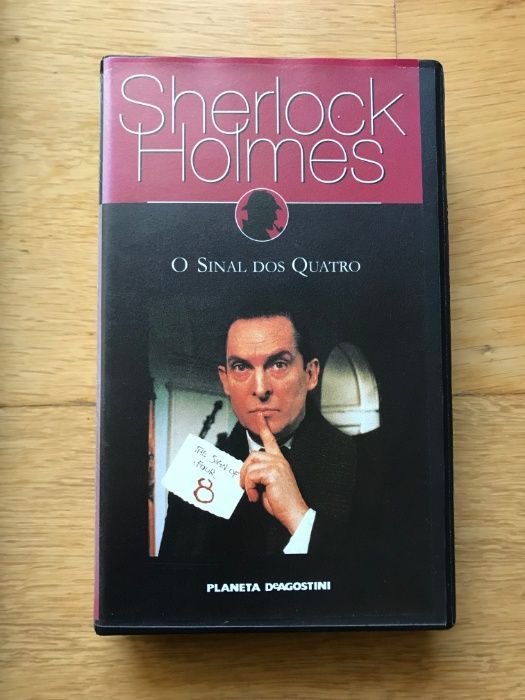 Sherlock
Holmes
O SINAL DOS QUATRO
THE SIGN OF
FOUR
8
PLANETA DEAGOSTINI